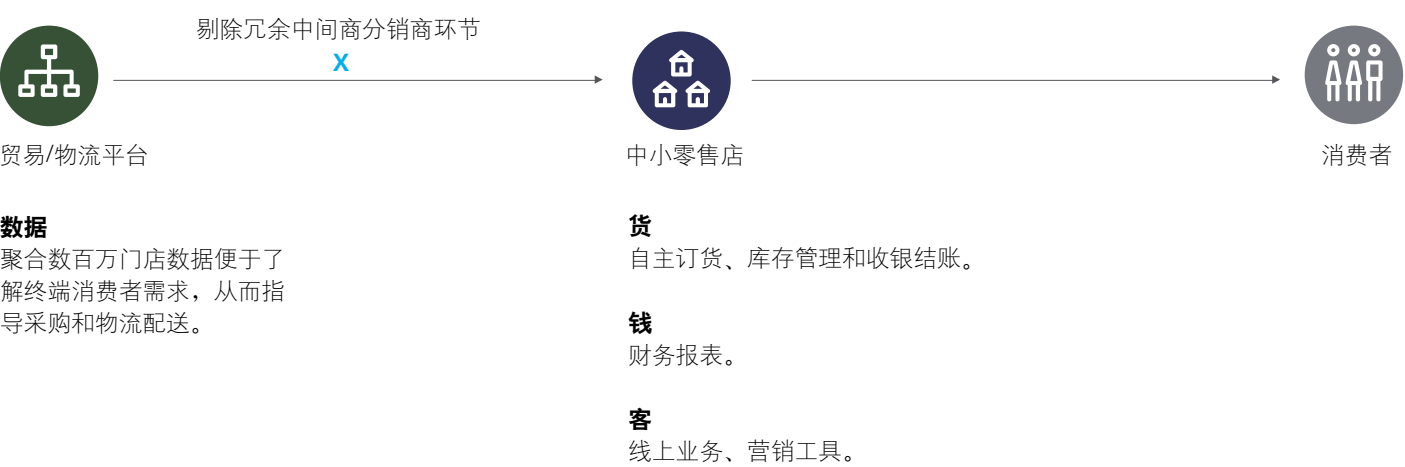 剔除冗余中间商分销商环节
X
贸易/物流平台
中小零售店
消费者
数据
聚合数百万门店数据便于了
解终端消费者需求，从而指
导采购和物流配送。
货
自主订货、库存管理和收银结账。
钱
财务报表。
客
线上业务、营销工具。